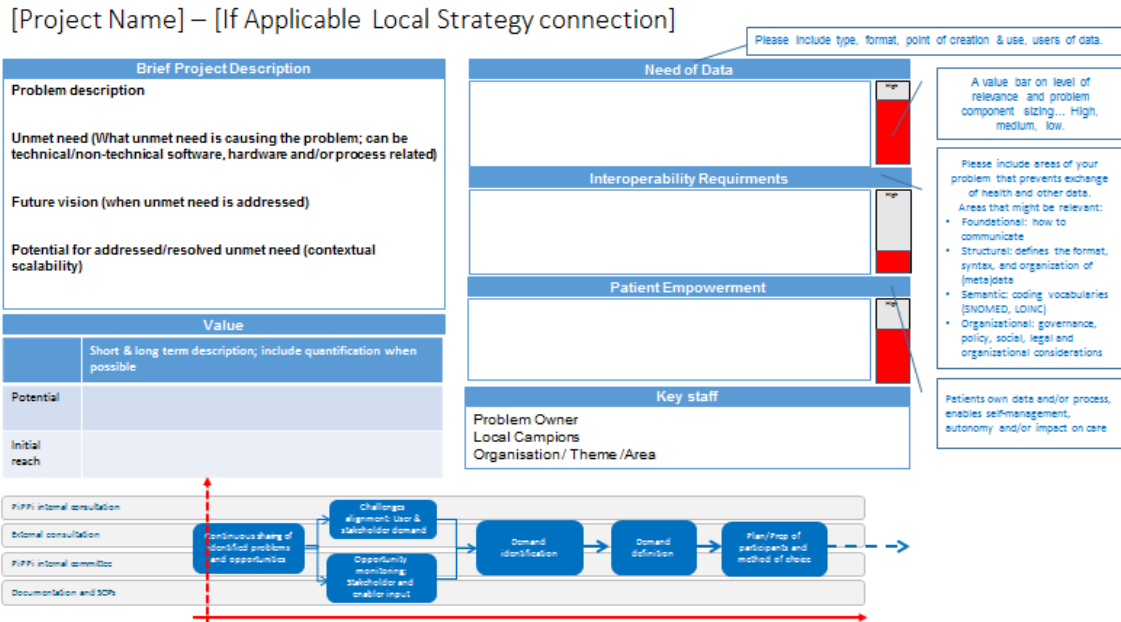 [Project Name] – [If Applicable Local Strategy connection]
Please include type, format, point of creation & use, users of data.
Brief Project Description
Problem description
Unmet need (What unmet need is causing the problem; can be
technical/non-technical software, hardware and/or process related)
Future vision (when unmet need is addressed)
Potential for addressed/resolved unmet need (contextual
scalability)
Need of Data
High
A value bar on level of
relevance and problem
component sizing... High,
medium, low.
Interoperability Requirments
High
Please include areas of your
problem that prevents exchange
of health and other data.
Areas that might be relevant:
• Foundational: how to
communicate
• Structural: defines the format,
syntax, and organization of
(meta)data
• Semantic: coding vocabularies
(SNOMED, LOINC)
• Organizational: governance,
policy, social, legal and
organizational considerations
Patient Empowerment
High
Patients own data and/or process,
enables self-management,
autonomy and/or impact on care
Value
Short & long term description; include quantification when
possible
Potential
Initial
reach
Key staff
Problem Owner
Local Campions
Organisation / Theme /Area
PiPPi internal consultation
External consultation
PiPPi internal committee
Documentation and SOPs
Continuous sharing of
identified problems
and opportunities
Challenges
alignment: User &
stakeholder demand
Opportunity
monitoring:
Stakeholder and
enabler input
Demand
identification
Demand
definition
Plan/Prep of
participants and
method of choice